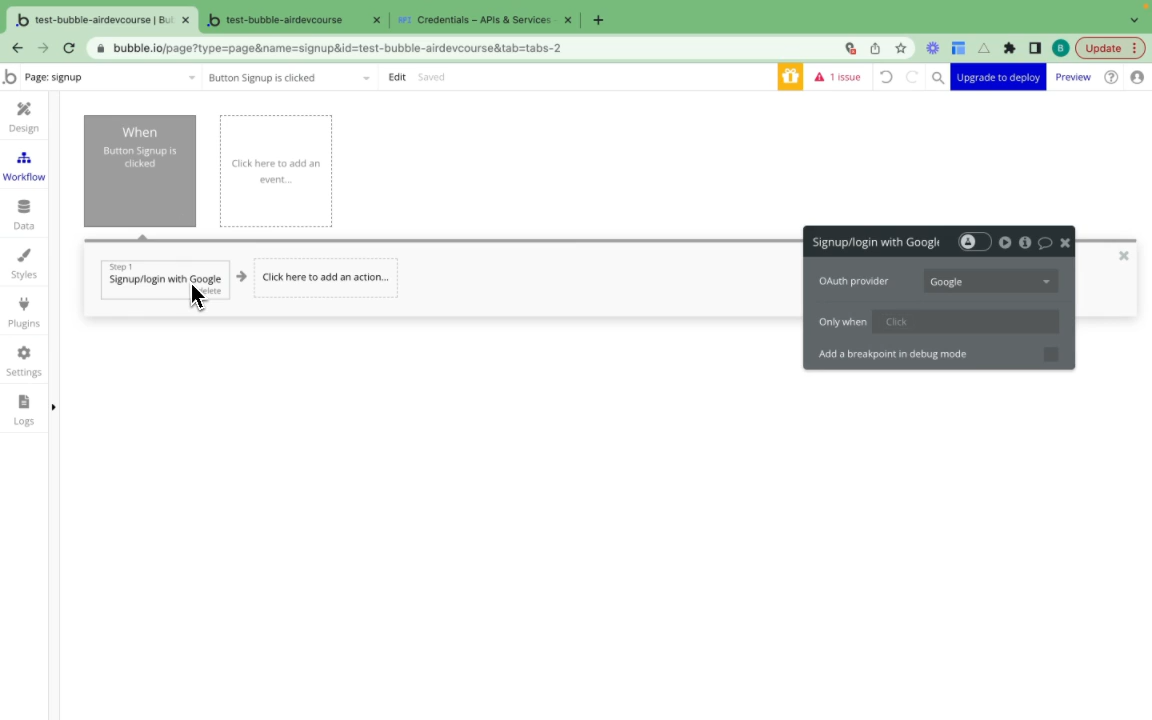 test-bubble-airdevcourse | Bu
test-bubble-airdevcourse
Credentials – APIs & Services
bubble.io/page?type=page&name=signup&id=test-bubble-airdevcourse&tab=tabs-2
B
Update
Page: signup
Button Signup is clicked
Edit
Saved
1 issue
Upgrade to deploy
Preview
Design
Workflow
Data
Styles
Plugins
Settings
Logs
When
Button Signup is
clicked
Click here to add an
event...
Step 1
Signup/login with Google
Click here to add an action...
Signup/login with Google
OAuth provider
Google
Only when
Click
Add a breakpoint in debug mode